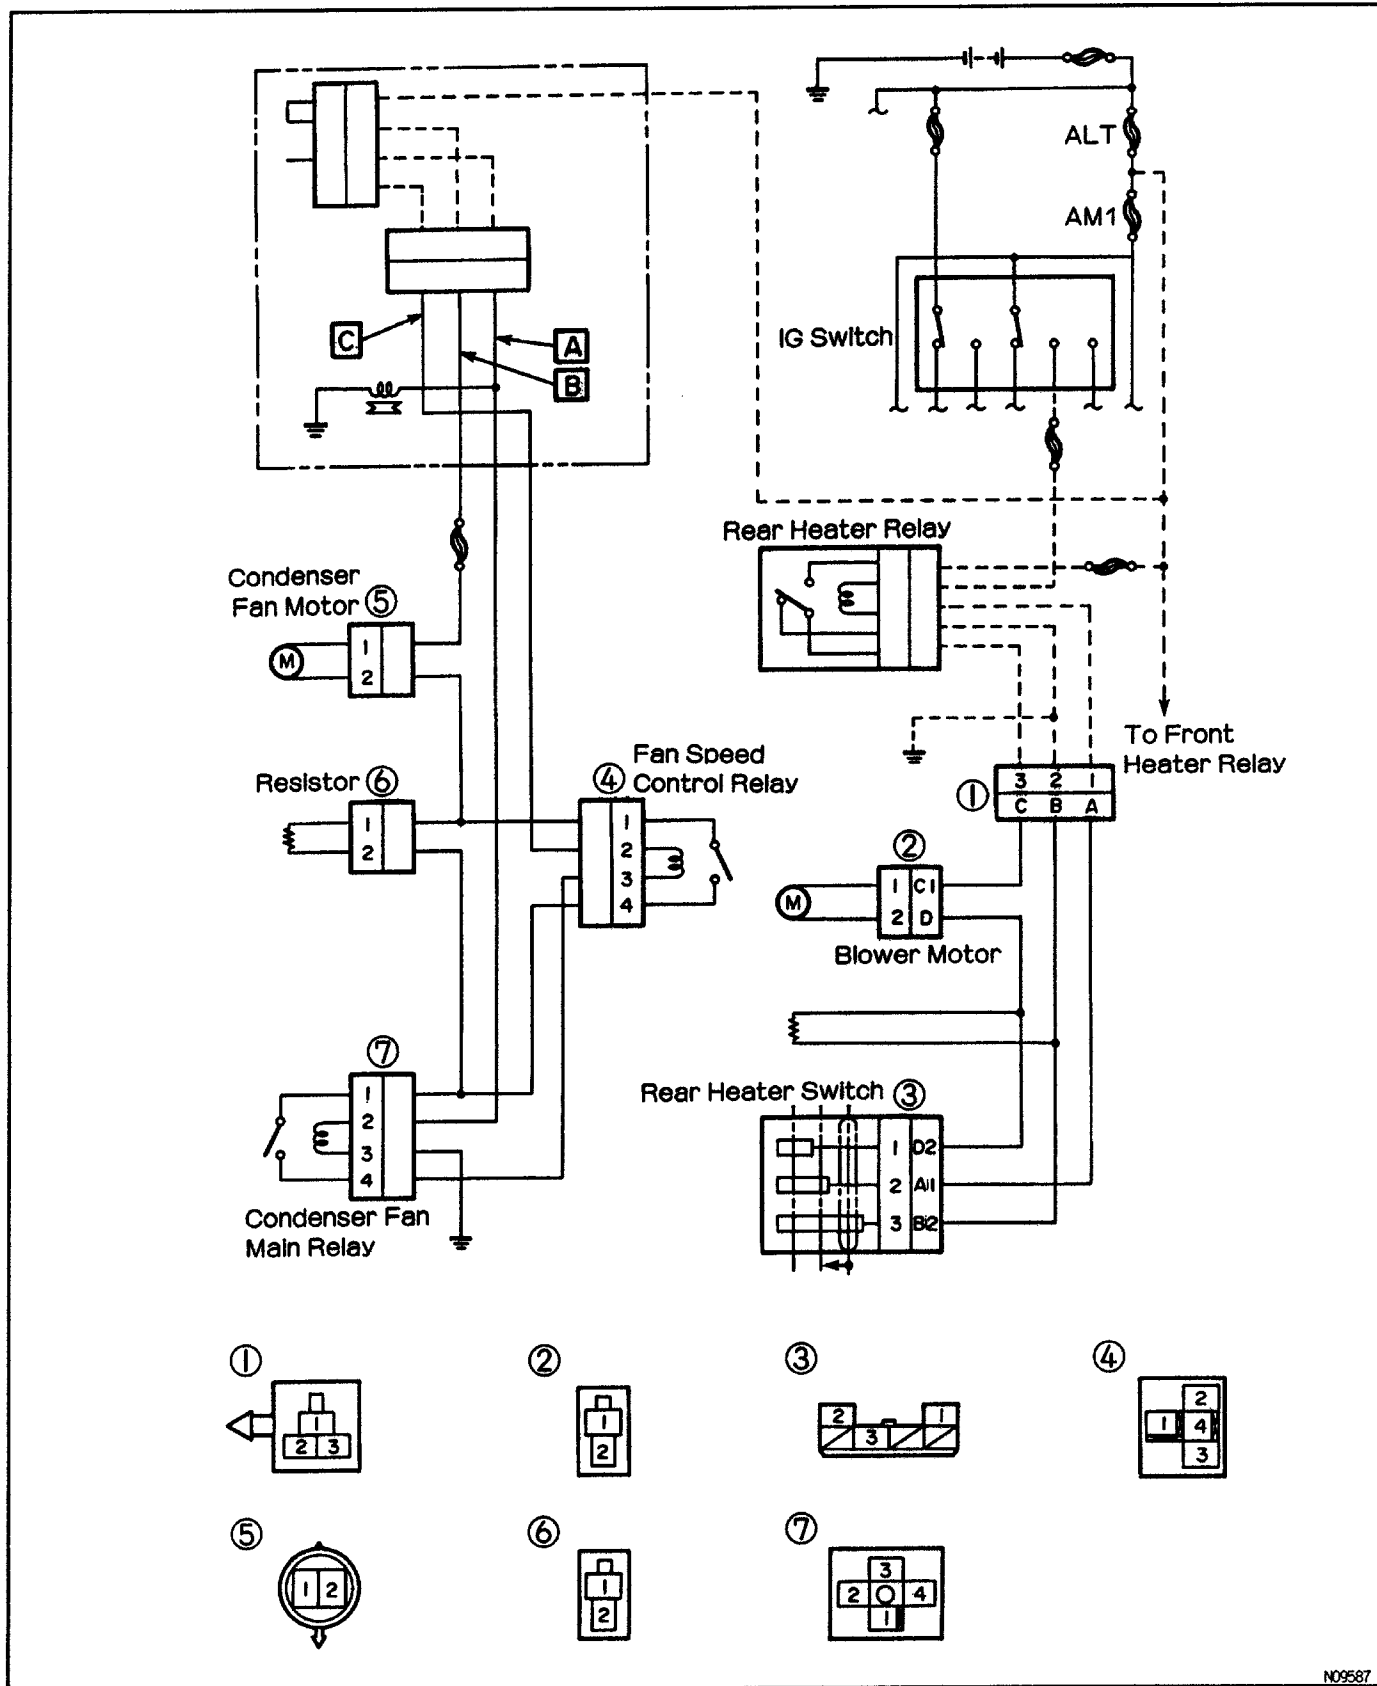 ALT
AM1
C
A
B
IG Switch
Rear Heater Relay
Condenser
Fan Motor ⑤
M
1
2
To Front
Heater Relay
Resistor ⑥
1
2
④ Fan Speed
Control Relay
1
2
3
4
①
3 2 1
C B A
②
M
1 C1
2 D
Blower Motor
⑦
1
2
3
4
Condenser Fan
Main Relay
Rear Heater Switch ③
1 D2
2 A1
3 B2
① ② ③ ④
1
2 3
1
2
2 1
3
2
1 4
3
⑤ ⑥ ⑦
1 2
1
2
3
2 4
1
N09587